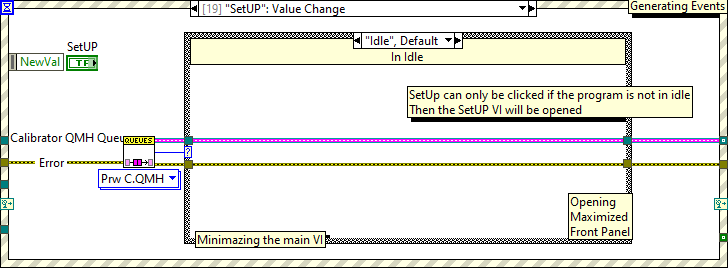 [19] "SetUP": Value Change
Generating Events
SetUP
NewVal
TF
"Idle", Default
In Idle
SetUp can only be clicked if the program is not in idle
Then the SetUP VI will be opened
Calibrator QMH Queu
QUEUES
Error
?
Prw C.QMH
Opening
Maximized
Front Panel
Minimazing the main VI